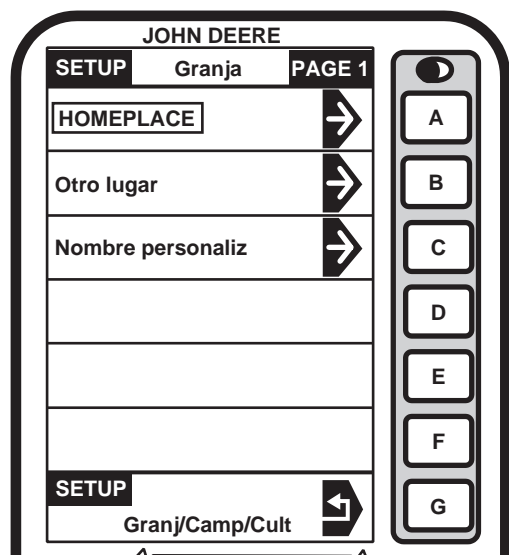 JOHN DEERE
SETUP Granja PAGE 1
HOMEPLACE A
Otro lugar B
Nombre personaliz C
D
E
F
SETUP
Granj/Camp/Cult G